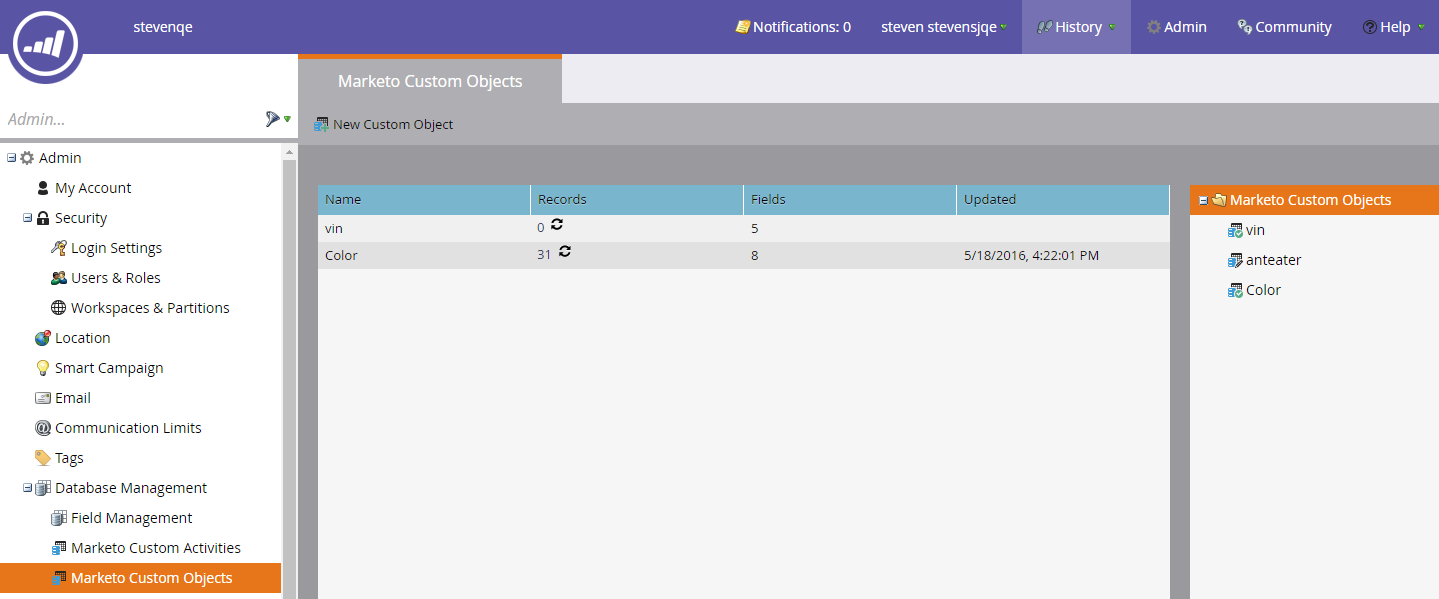 stevenqe
Notifications: 0
steven stevensjqe
History
Admin
Community
Help
Admin...
Admin
My Account
Security
Login Settings
Users & Roles
Workspaces & Partitions
Location
Smart Campaign
Email
Communication Limits
Tags
Database Management
Field Management
Marketo Custom Activities
Marketo Custom Objects
Marketo Custom Objects
New Custom Object
Name Records Fields Updated
vin 0 5
Color 31 8 5/18/2016, 4:22:01 PM
Marketo Custom Objects
vin
anteater
Color